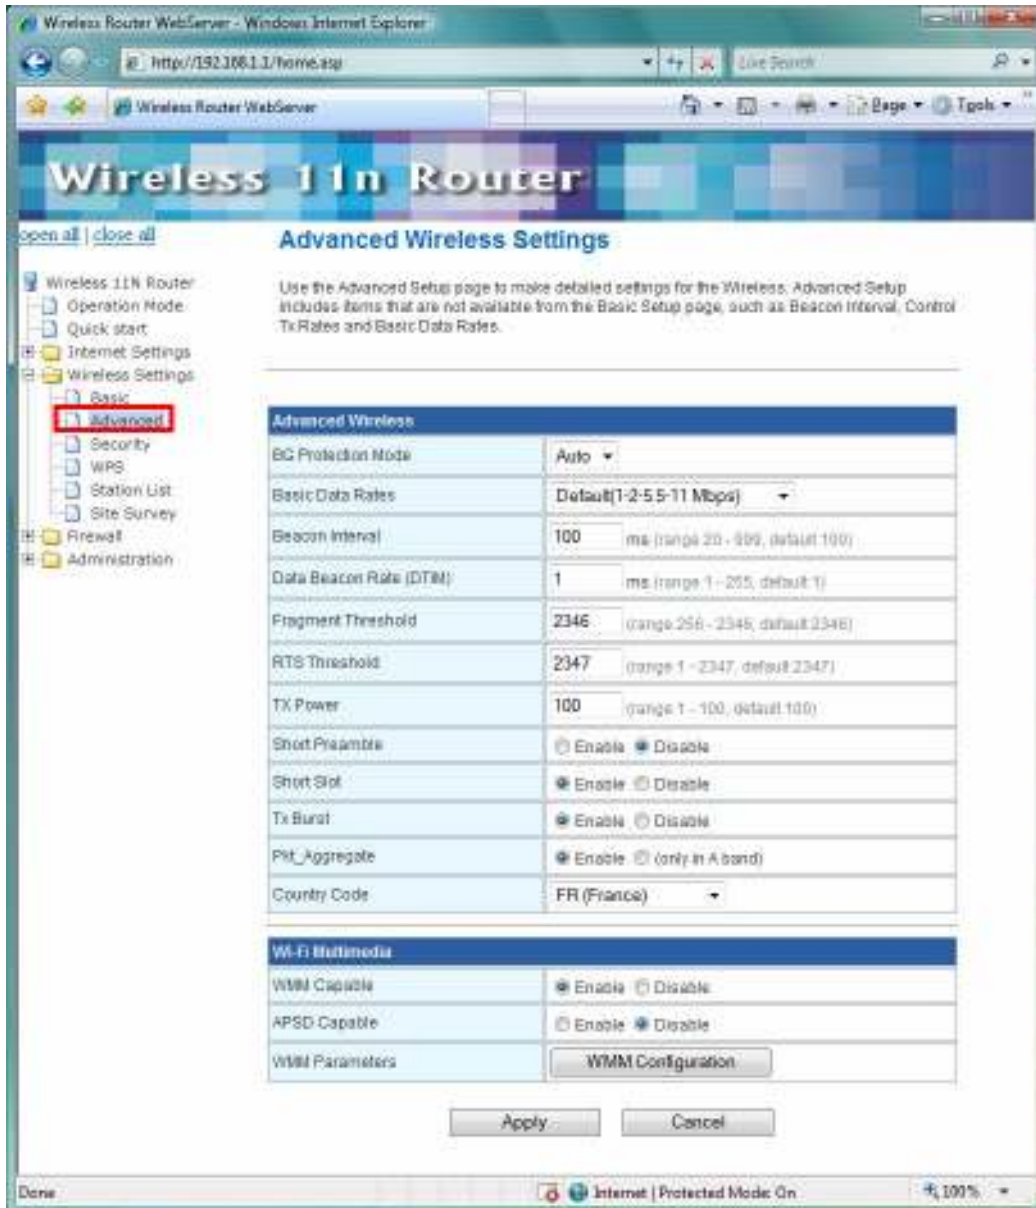 Wireless Router WebServer - Windows Internet Explorer
http://192.168.1.1/home.asp
Live Search
Wireless Router WebServer
Page
Tools
Wireless 11n Router
open all | close all
Wireless 11N Router
Operation Mode
Quick start
Internet Settings
Wireless Settings
Basic
Advanced
Security
WPS
Station List
Site Survey
Firewall
Administration
Advanced Wireless Settings
Use the Advanced Setup page to make detailed settings for the Wireless. Advanced Setup
includes items that are not available from the Basic Setup page, such as Beacon Interval, Control
Tx Rates and Basic Data Rates.
Advanced Wireless
BG Protection Mode Auto
Basic Data Rates Default(1-2-5.5-11 Mbps)
Beacon Interval 100 ms (range 20 - 999, default 100)
Data Beacon Rate (DTIM) 1 ms (range 1 - 255, default 1)
Fragment Threshold 2346 (range 256 - 2346, default 2346)
RTS Threshold 2347 (range 1 - 2347, default 2347)
TX Power 100 (range 1 - 100, default 100)
Short Preamble Enable Disable
Short Slot Enable Disable
Tx Burst Enable Disable
Pkt_Aggregate Enable (only in A band)
Country Code FR (France)
Wi-Fi Multimedia
WMM Capable Enable Disable
APSD Capable Enable Disable
WMM Parameters WMM Configuration
Apply Cancel
Done
Internet | Protected Mode: On
100%